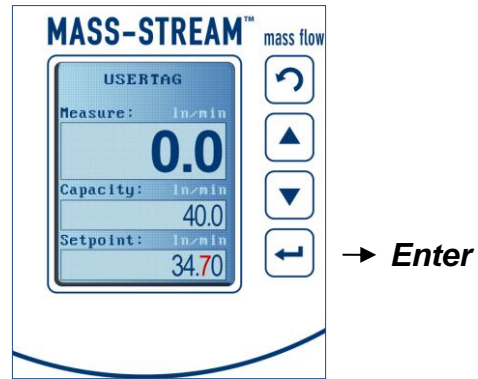 MASS-STREAM™ mass flow
USERTAG
Measure: ln/min
0.0
Capacity: ln/min
40.0
Setpoint: ln/min
34.70
Enter